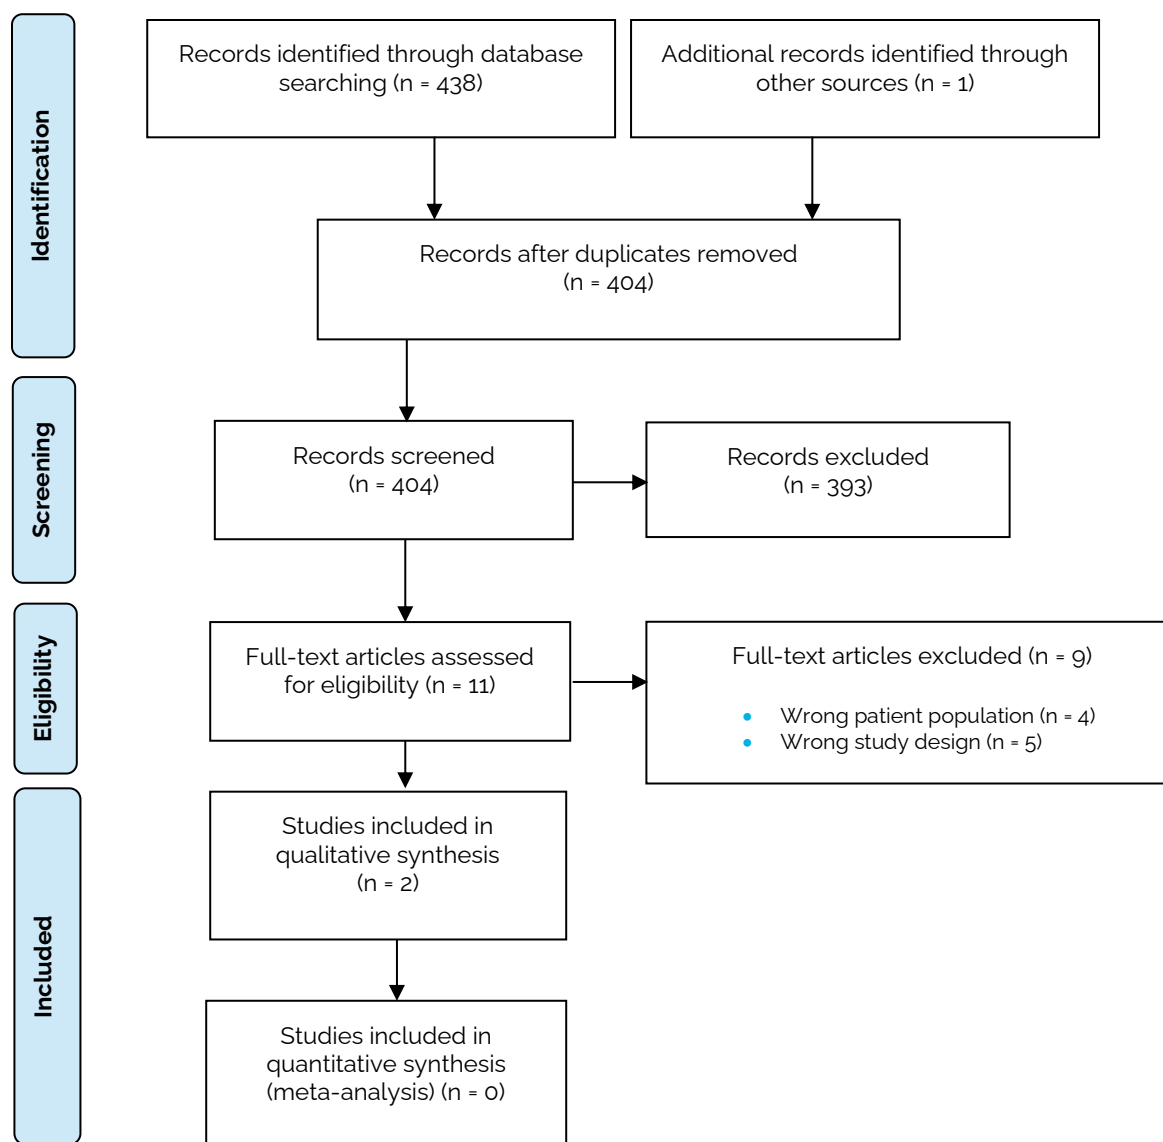 Identification
Records identified through database
searching (n = 438)
Additional records identified through
other sources (n = 1)
Records after duplicates removed
(n = 404)
Screening
Records screened
(n = 404)
Records excluded
(n = 393)
Eligibility
Full-text articles assessed
for eligibility (n = 11)
Full-text articles excluded (n = 9)
• Wrong patient population (n = 4)
• Wrong study design (n = 5)
Included
Studies included in
qualitative synthesis
(n = 2)
Studies included in
quantitative synthesis
(meta-analysis) (n = 0)